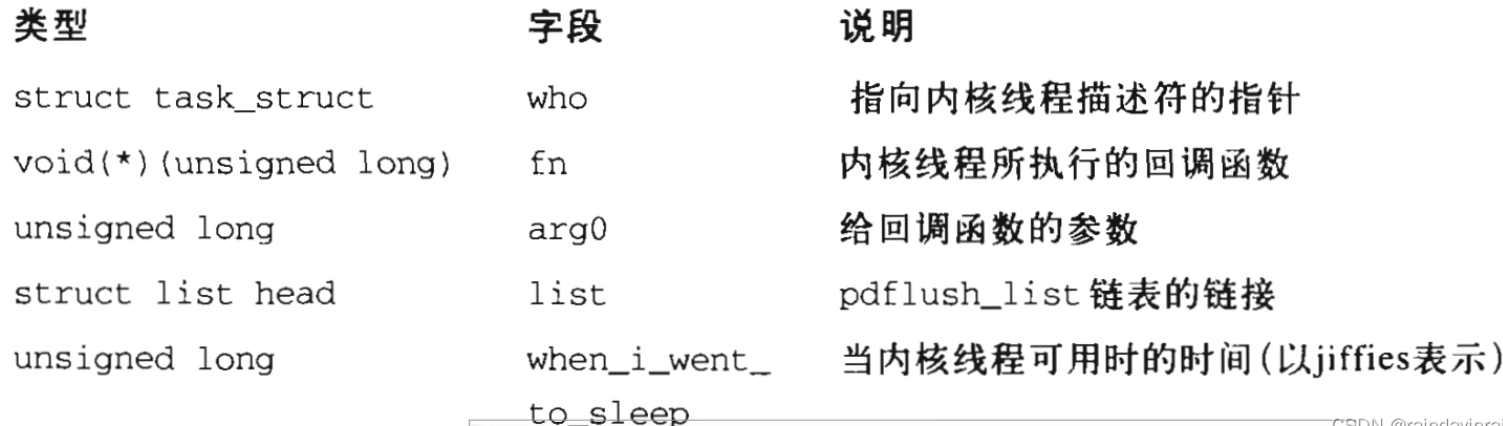 类型 字段 说明
struct task_struct who 指向内核线程描述符的指针
void(*)(unsigned long) fn 内核线程所执行的回调函数
unsigned long arg0 给回调函数的参数
struct list head list pdflush_list 链表的链接
unsigned long when_i_went_ 当内核线程可用时的时间(以jiffies表示)
to_sleep